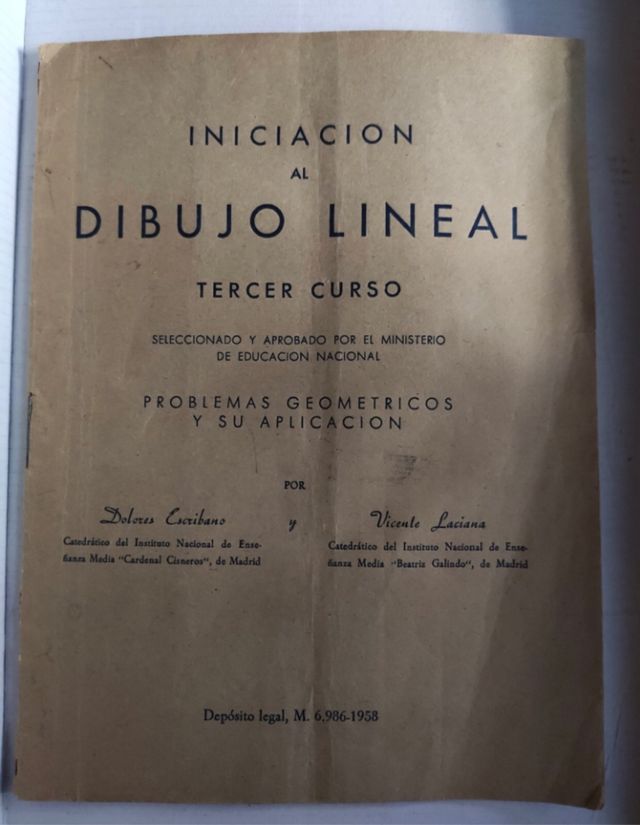 INICIACION
AL
DIBUJO LINEAL
TERCER CURSO
SELECCIONADO Y APROBADO POR EL MINISTERIO
DE EDUCACION NACIONAL
PROBLEMAS GEOMETRICOS
Y SU APLICACION
POR
Dolores Escribano y Vicente Laciana
Catedrático del Instituto Nacional de Ense-
ñanza Media "Cardenal Cisneros", de Madrid
Catedrático del Instituto Nacional de Ense-
ñanza Media "Beatriz Galindo", de Madrid
Depósito legal, M. 6.986-1958